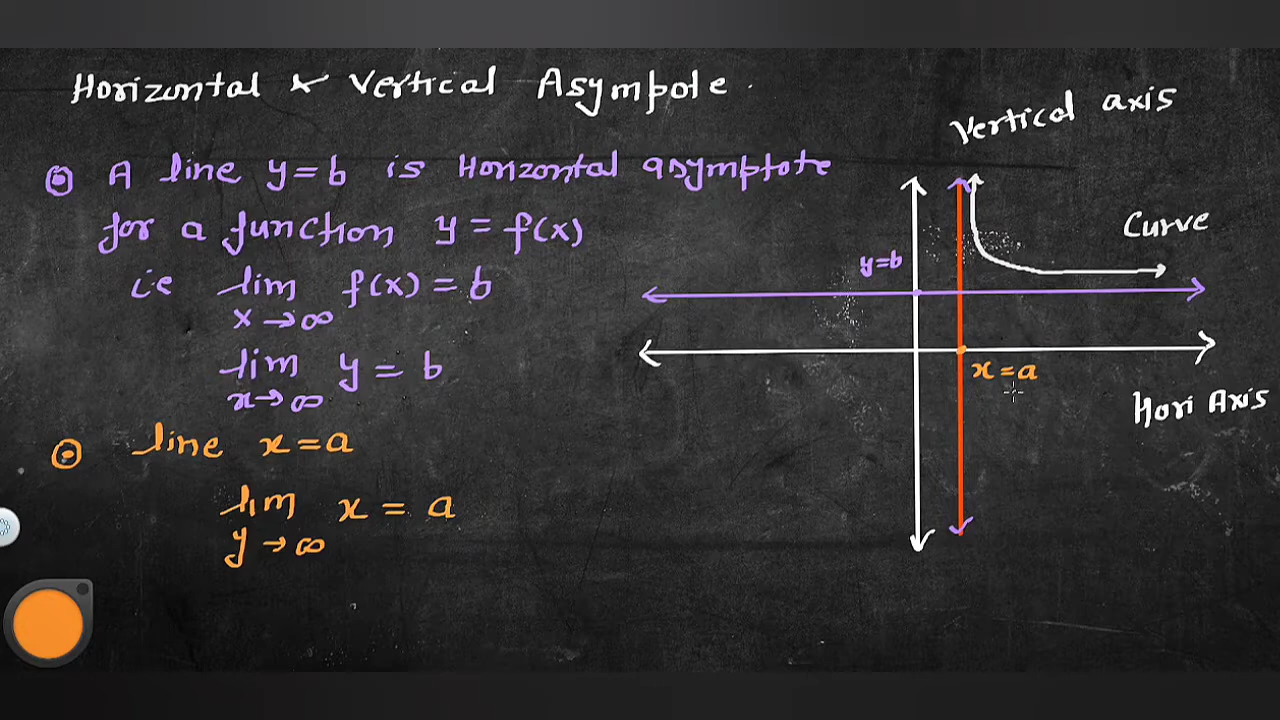 Horizontal & Vertical Asympote.
Vertical axis
⊙ A line y=b is Horizontal asymptote
for a function y = f(x)
ie lim f(x) = b
x→∞
lim y = b
x→∞
⊙ line x=a
lim x = a
y→∞
Curve
y=b
x=a
Hori Axis